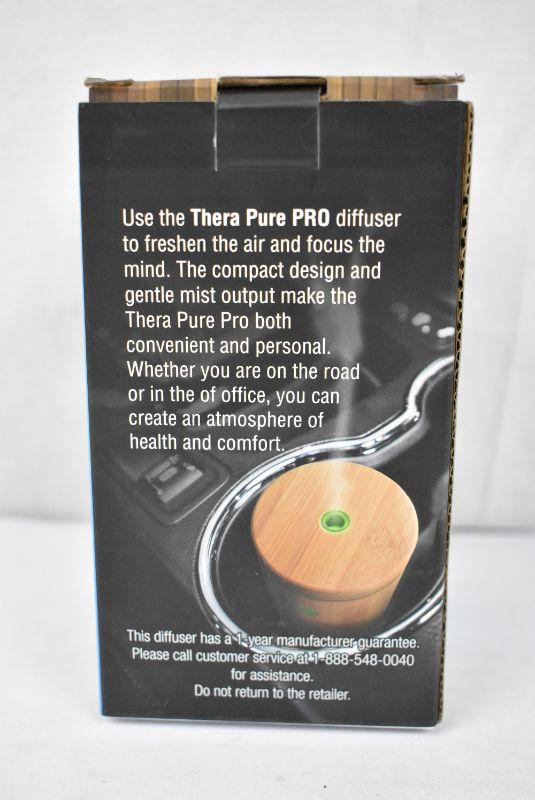 Use the Thera Pure PRO diffuser
to freshen the air and focus the
mind. The compact design and
gentle mist output make the
Thera Pure Pro both
convenient and personal.
Whether you are on the road
or in the of office, you can
create an atmosphere of
health and comfort.
This diffuser has a 1-year manufacturer guarantee.
Please call customer service at 1-888-548-0040
for assistance.
Do not return to the retailer.